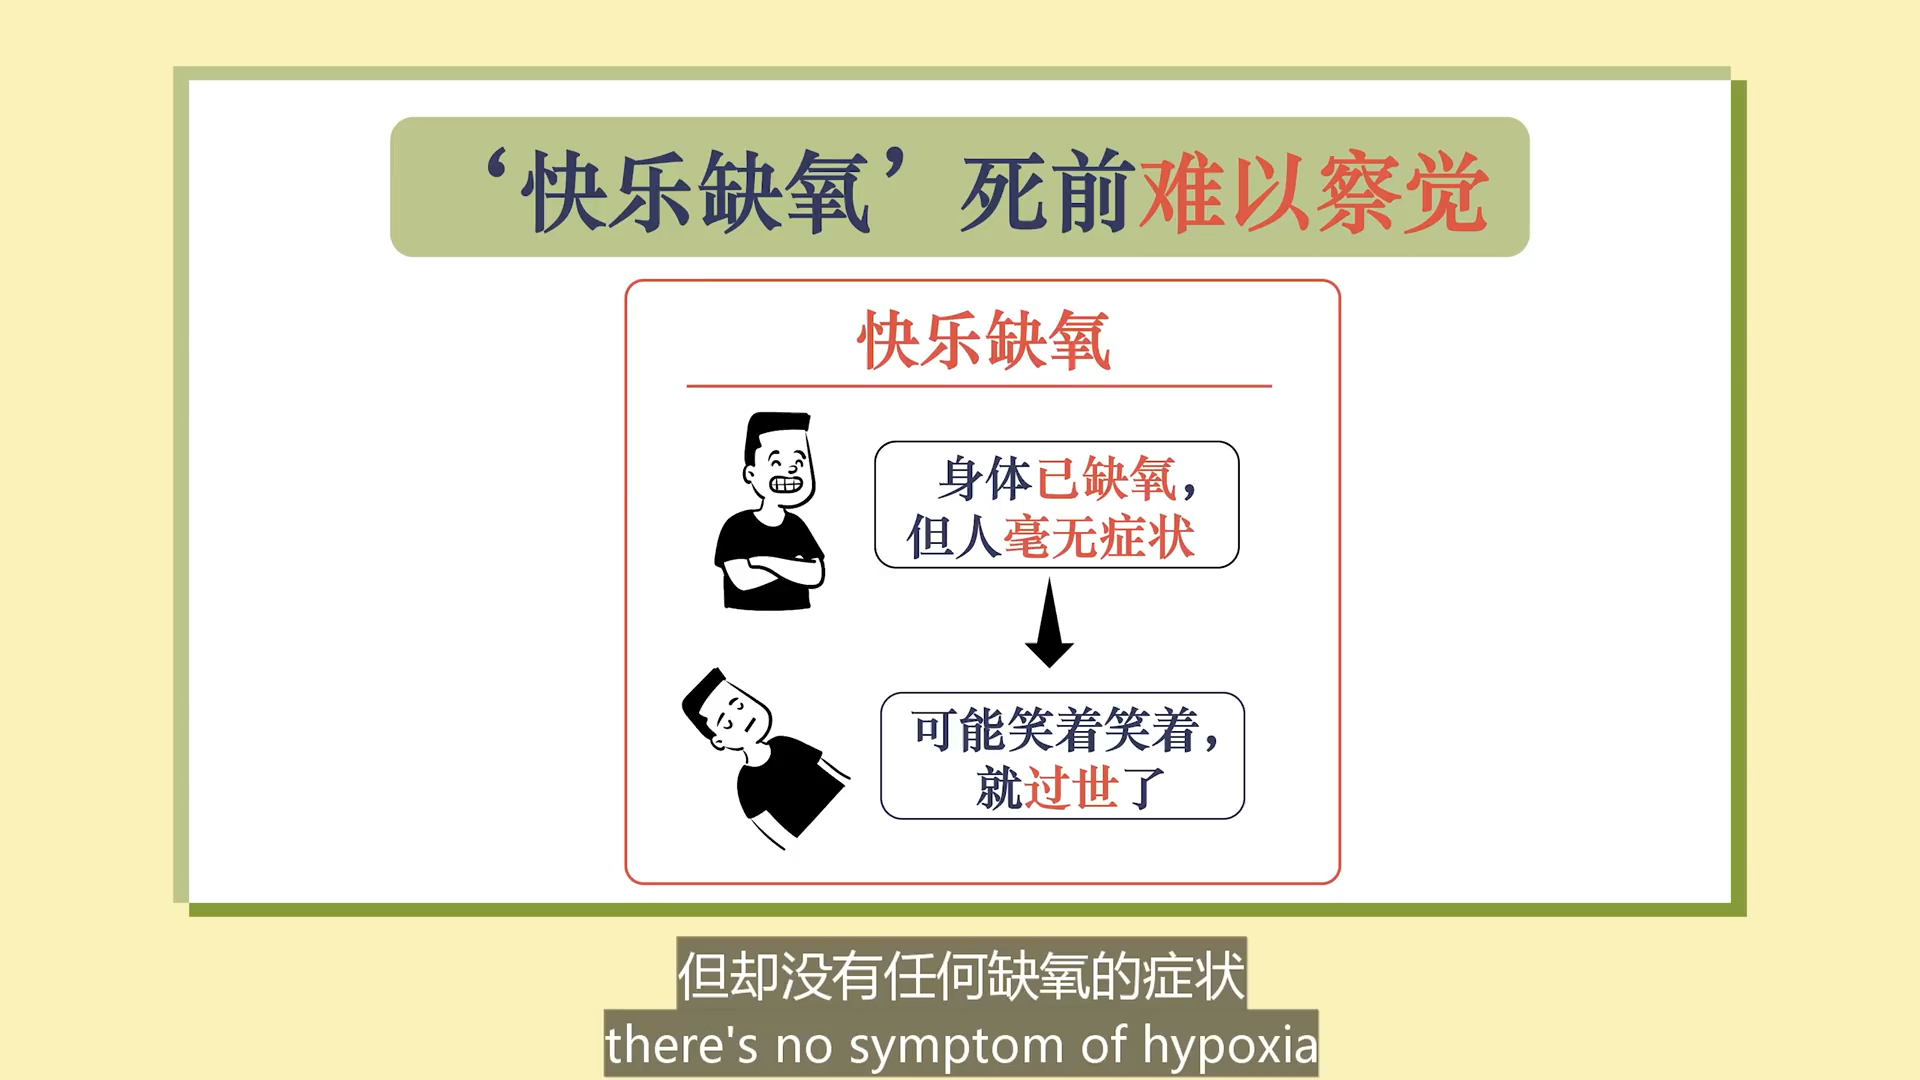 ‘快乐缺氧’死前难以察觉
快乐缺氧
身体已缺氧，
但人毫无症状
可能笑着笑着，
就过世了
但却没有任何缺氧的症状
there's no symptom of hypoxia